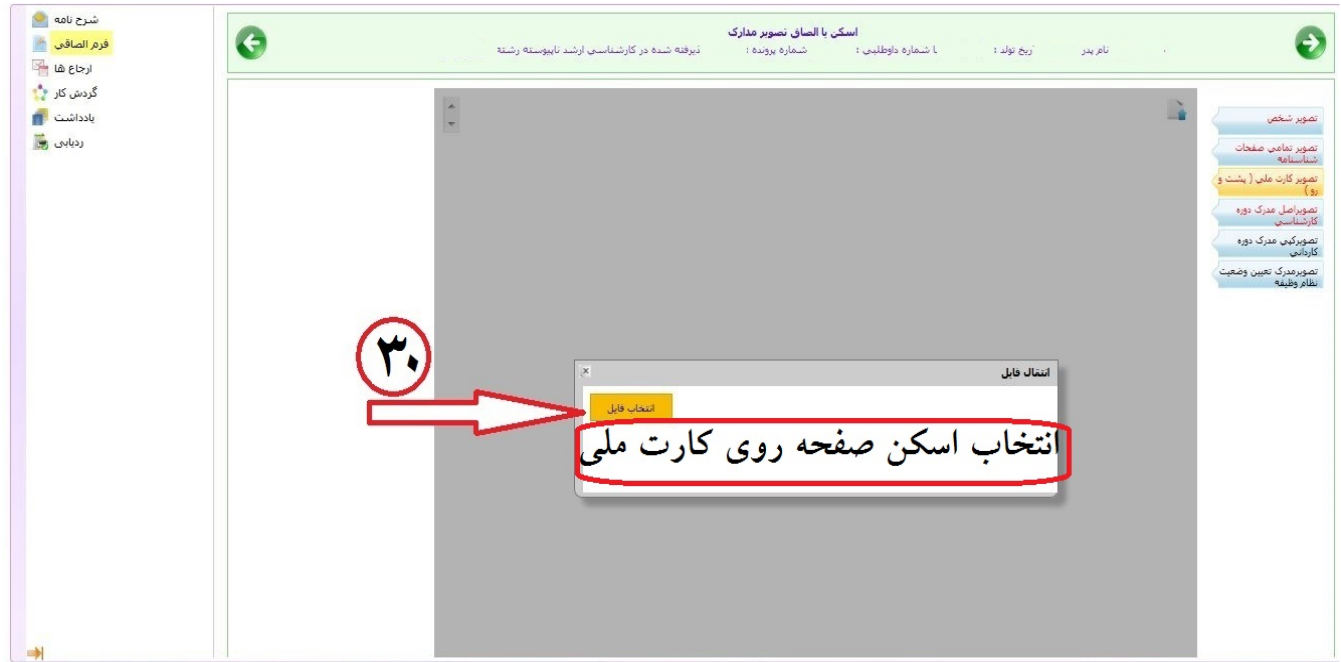 شرح نامه
فرم الصاقی
ارجاع ها
گردش کار
یادداشت
ردیابی
اسکن یا الصاق تصویر مدارک
نام پدر
ریخ تولد :
ا شماره داوطلبی :
شماره پرونده :
ذیرفته شده در کارشناسی ارشد ناپیوسته رشته
تصویر شخص
تصویر تمامی صفحات
شناسنامه
تصویر کارت ملی ( پشت و
رو )
تصویراصل مدرک دوره
کارشناسی
تصویرکپی مدرک دوره
کاردانی
تصویرمدرک تعیین وضعیت
نظام وظیفه
۳۰
انتقال فایل
انتخاب فایل
انتخاب اسکن صفحه روی کارت ملی